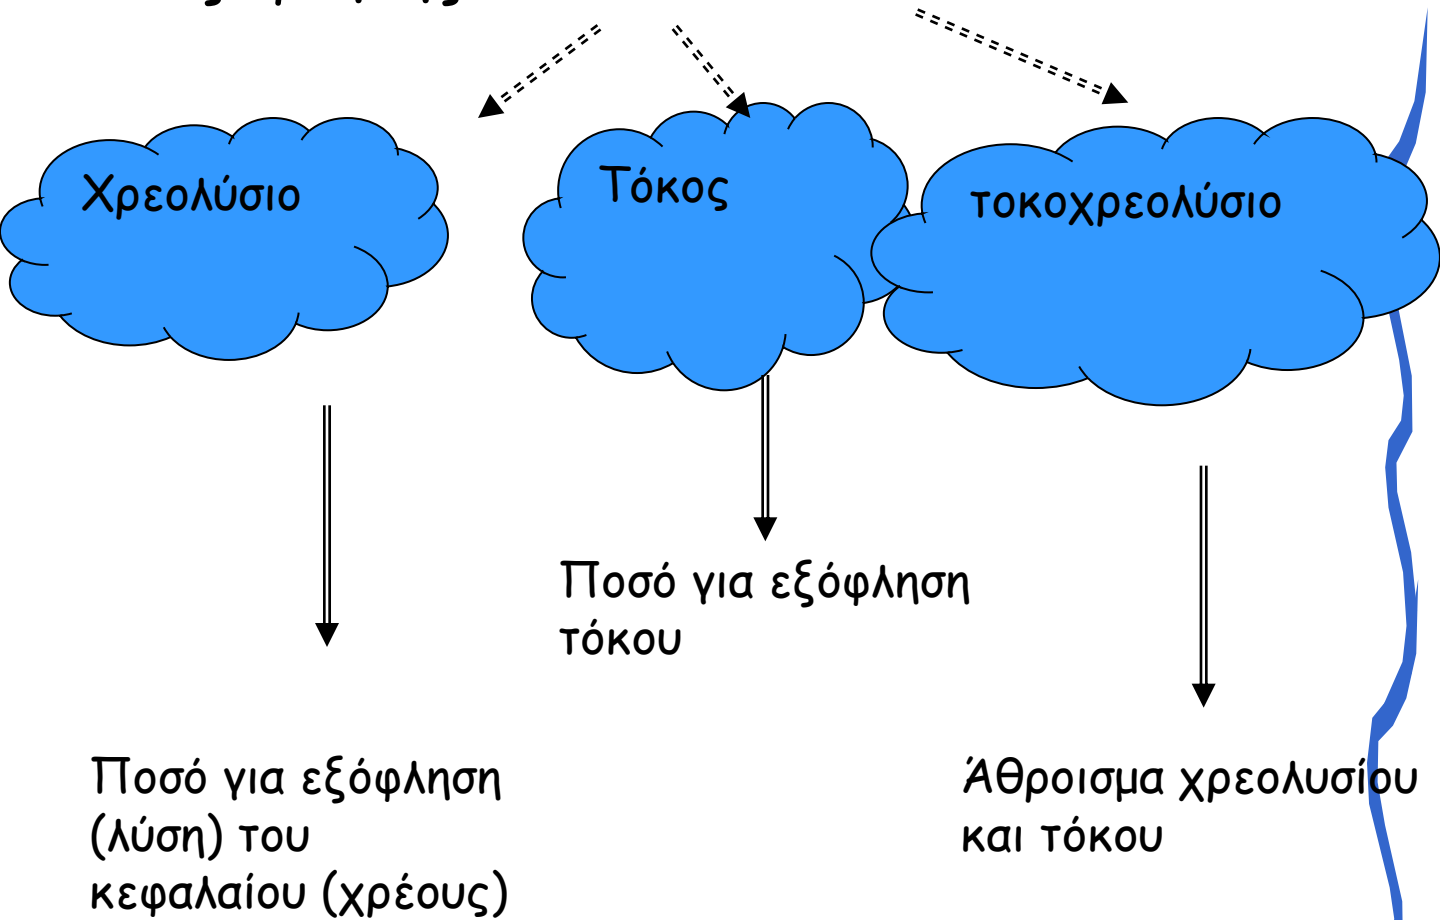 Χρεολύσιο
Τόκος
τοκοχρεολύσιο
Ποσό για εξόφληση
τόκου
Ποσό για εξόφληση
(λύση) του
κεφαλαίου (χρέους)
Άθροισμα χρεολυσίου
και τόκου